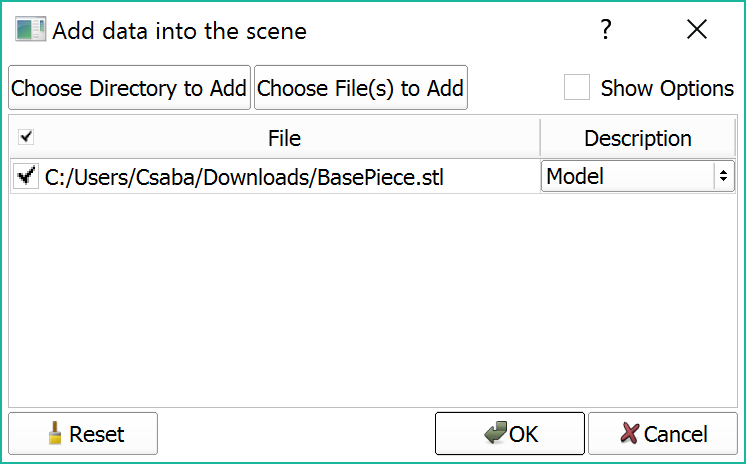 Add data into the scene ?
Choose Directory to Add Choose File(s) to Add Show Options
File Description
C:/Users/Csaba/Downloads/BasePiece.stl Model
Reset OK Cancel